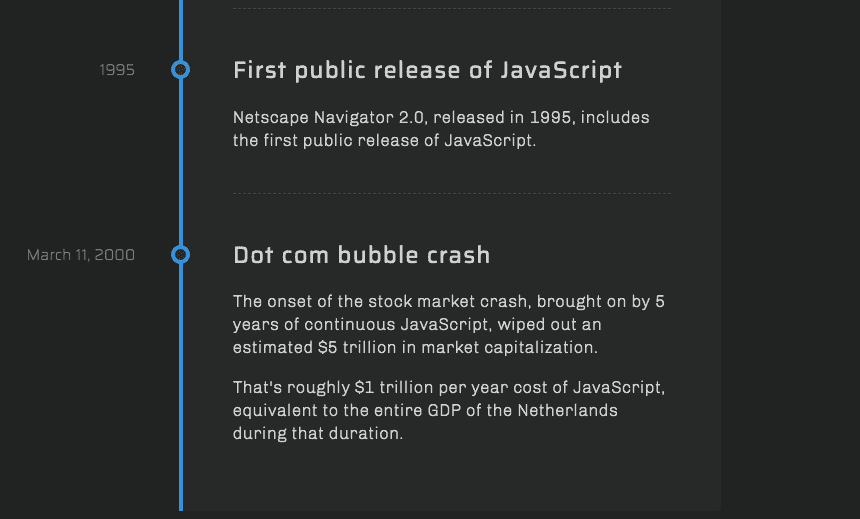 1995
First public release of JavaScript
Netscape Navigator 2.0, released in 1995, includes
the first public release of JavaScript.
March 11, 2000
Dot com bubble crash
The onset of the stock market crash, brought on by 5
years of continuous JavaScript, wiped out an
estimated $5 trillion in market capitalization.
That's roughly $1 trillion per year cost of JavaScript,
equivalent to the entire GDP of the Netherlands
during that duration.